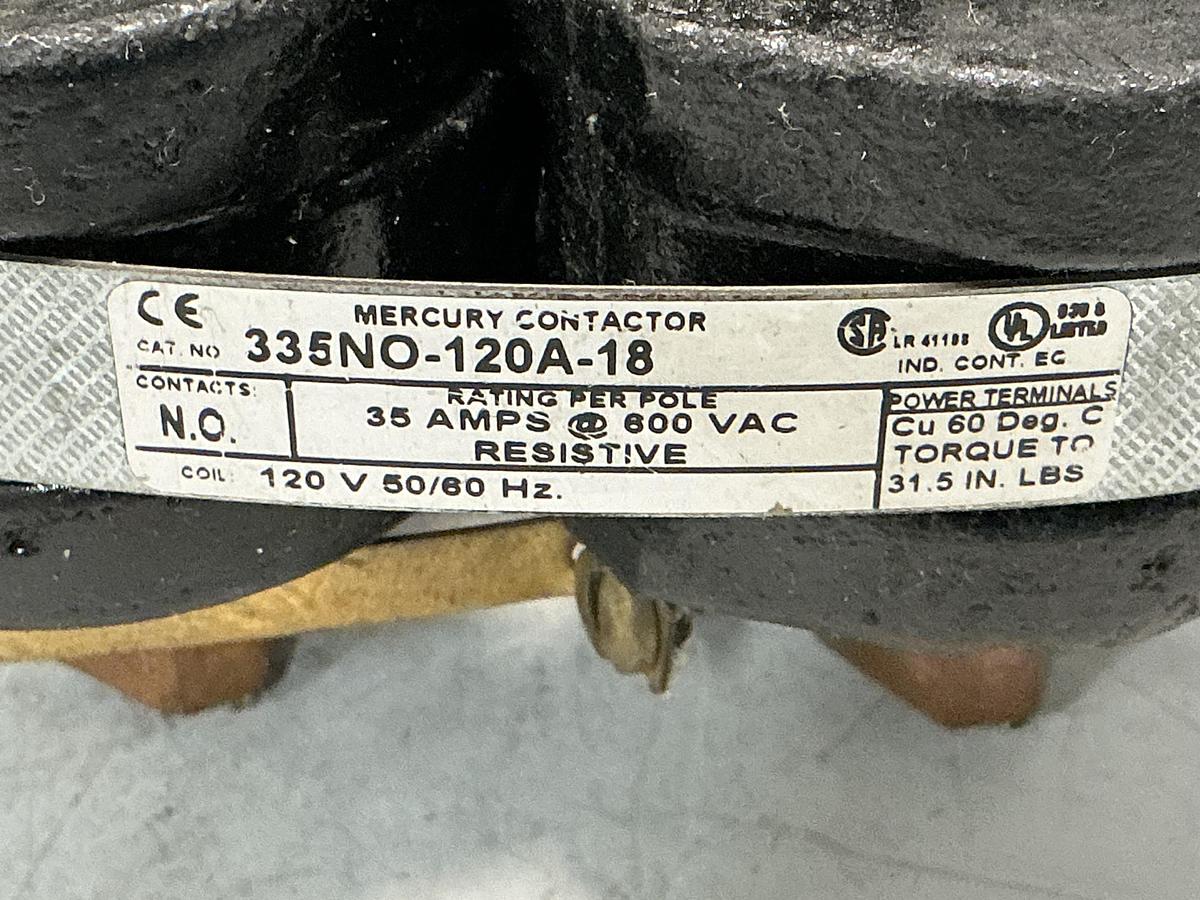 CE
MERCURY CONTACTOR
CAT. NO 335NO-120A-18
LR 41198
UL LISTED
IND. CONT. EQ
CONTACTS:
N.O.
RATING PER POLE
35 AMPS @ 600 VAC
RESISTIVE
COIL: 120 V 50/60 Hz.
POWER TERMINALS
Cu 60 Deg. C
TORQUE TO
31.5 IN. LBS